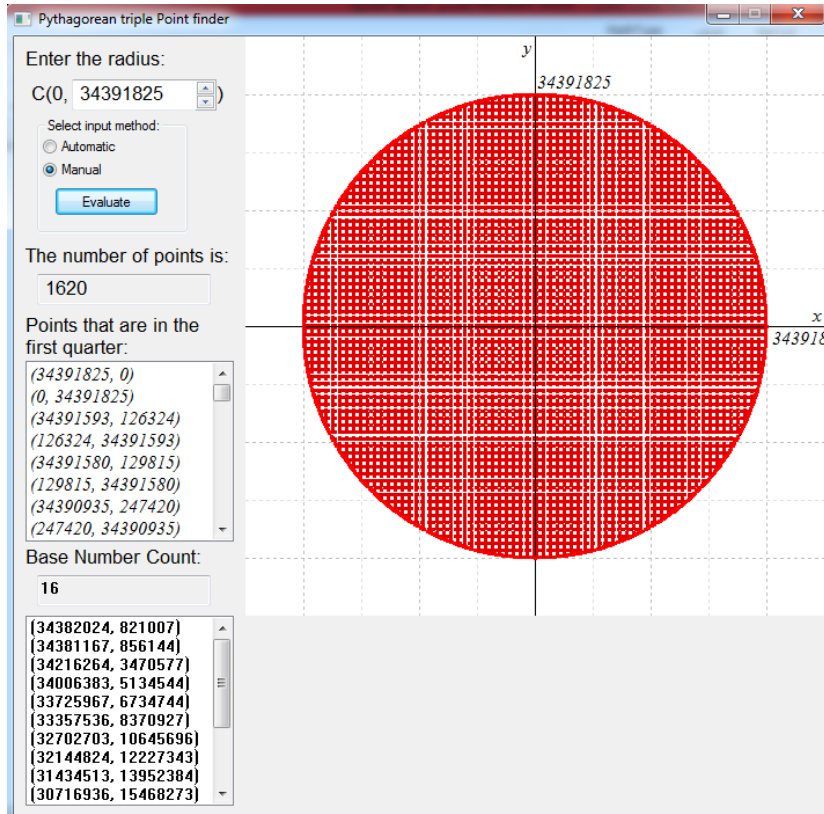 Pythagorean triple Point finder
Enter the radius:
C(0, 34391825 )
Select input method:
Automatic
Manual
Evaluate
The number of points is:
1620
Points that are in the
first quarter:
(34391825, 0)
(0, 34391825)
(34391593, 126324)
(126324, 34391593)
(34391580, 129815)
(129815, 34391580)
(34390935, 247420)
(247420, 34390935)
Base Number Count:
16
(34382024, 821007)
(34381167, 856144)
(34216264, 3470577)
(34006383, 5134544)
(33725967, 6734744)
(33357536, 8370927)
(32702703, 10645696)
(32144824, 12227343)
(31434513, 13952384)
(30716936, 15468273)
y
34391825
x
343918